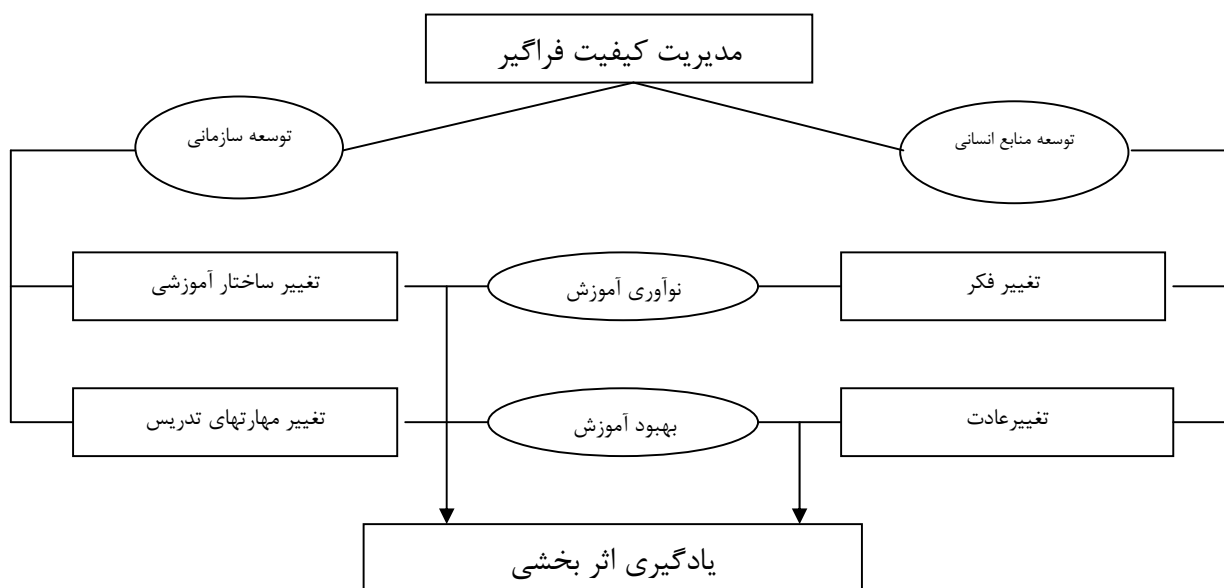 مدیریت کیفیت فراگیر
توسعه منابع انسانی
توسعه سازمانی
تغییر فکر
نوآوری آموزش
تغییر ساختار آموزشی
تغییرعادت
بهبود آموزش
تغییر مهارتهای تدریس
یادگیری اثر بخشی